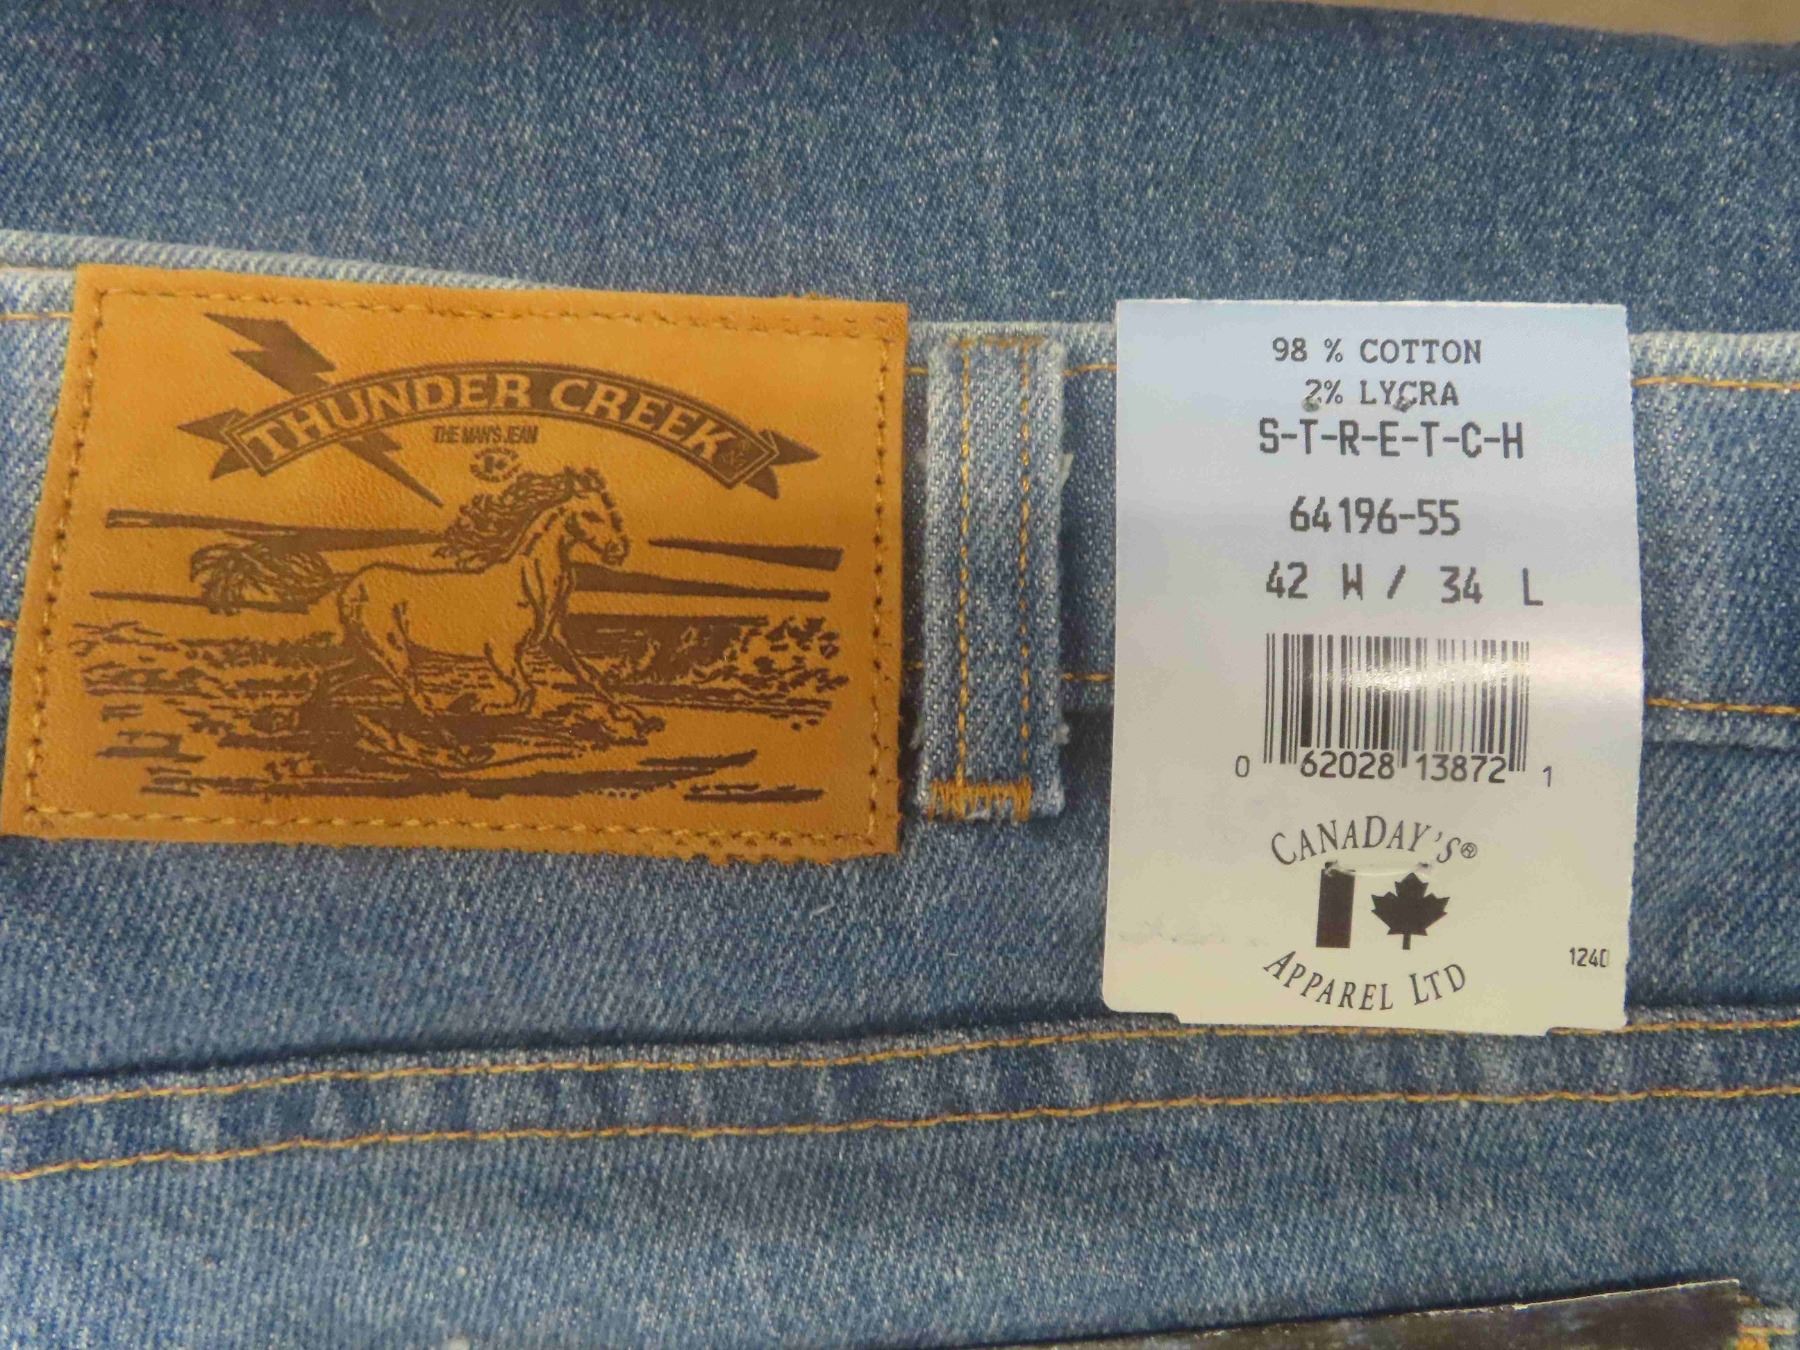 THUNDER CREEK
THE MAN'S JEAN
98 % COTTON
2% LYCRA
S-T-R-E-T-C-H
64196-55
42 W / 34 L
0 62028 13872 1
CANADAY'S®
APPAREL LTD
1240